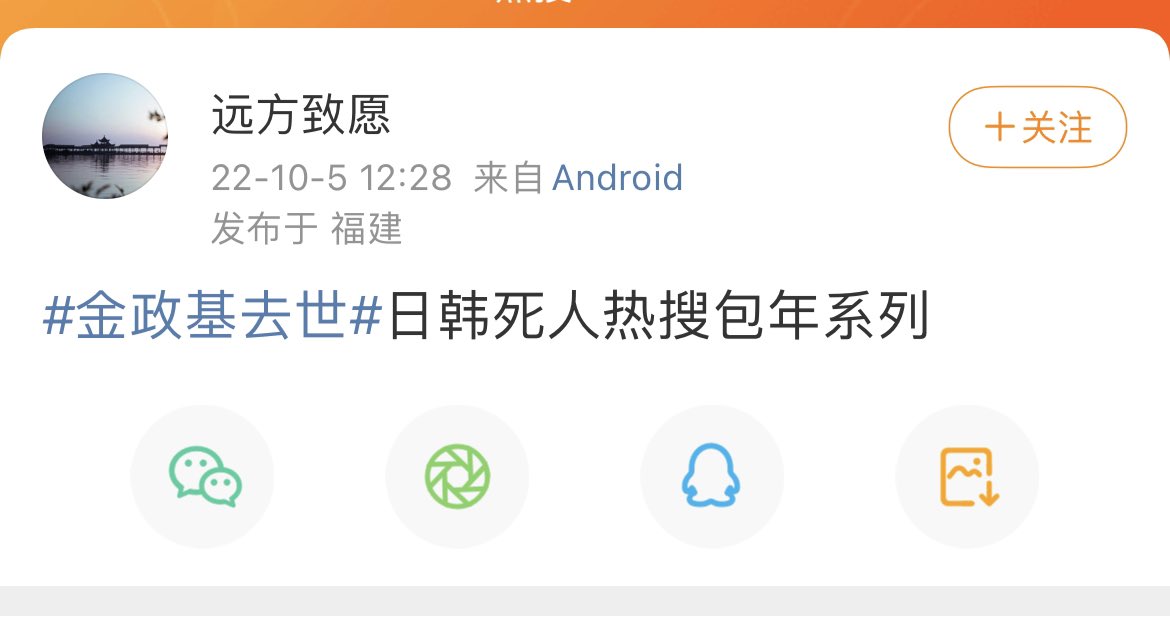 远方致愿
+关注
22-10-5 12:28 来自 Android
发布于 福建
#金政基去世#日韩死人热搜包年系列